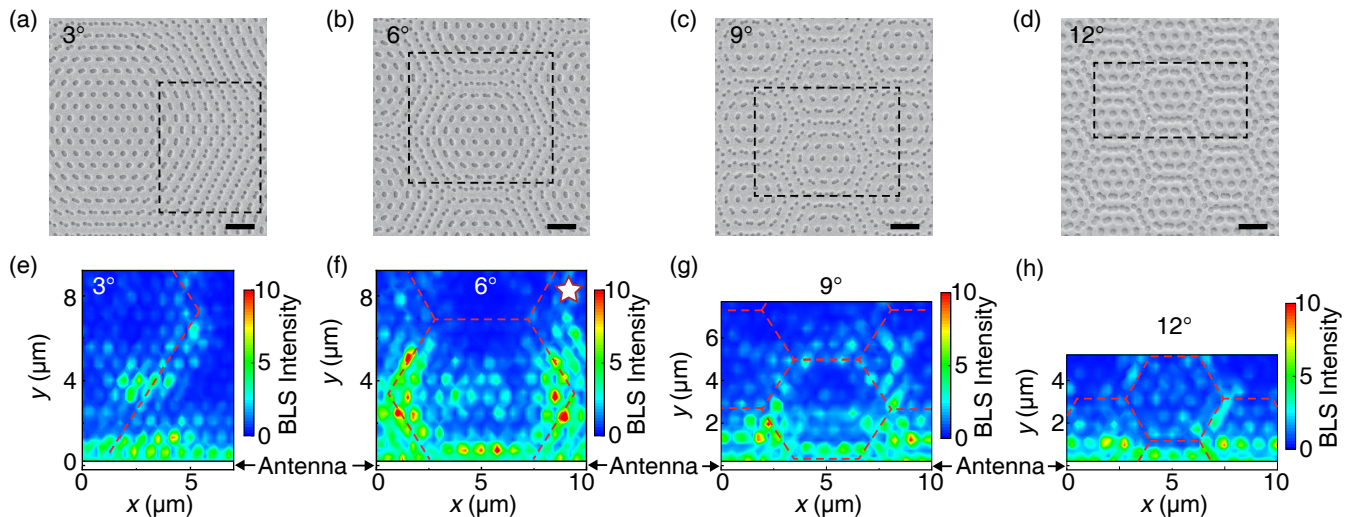 (a) (b) (c) (d)
3° 6° 9° 12°
(e) (f) (g) (h)
3° 6° 9° 12°
8 4 0
y (µm)
10 5 0
BLS Intensity
8 6 4 2 0
y (µm)
10 5 0
BLS Intensity
6 4 2
y (µm)
10 5 0
BLS Intensity
4 2
y (µm)
10 5 0
BLS Intensity
Antenna Antenna Antenna
0 5
x (µm)
0 5 10
x (µm)
0 5 10
x (µm)
0 5 10
x (µm)